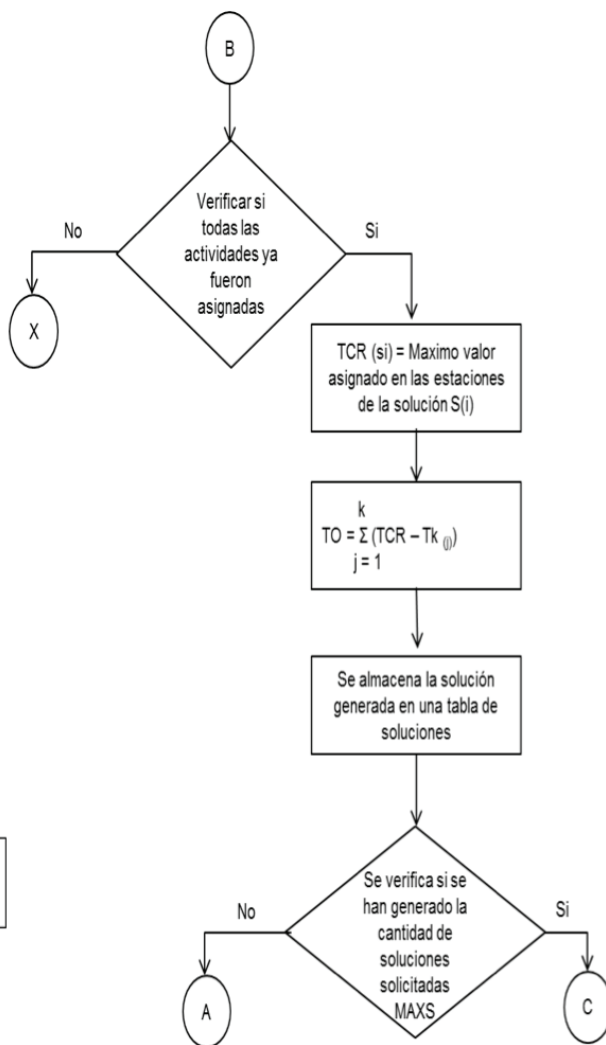 B
Verificar si
todas las
actividades ya
fueron
asignadas
No
Si
X
TCR (si) = Maximo valor
asignado en las estaciones
de la solución S(i)
k
TO = Σ (TCR – Tk (j))
j = 1
Se almacena la solución
generada en una tabla de
soluciones
Se verifica si se
han generado la
cantidad de
soluciones
solicitadas
MAXS
No
Si
A
C